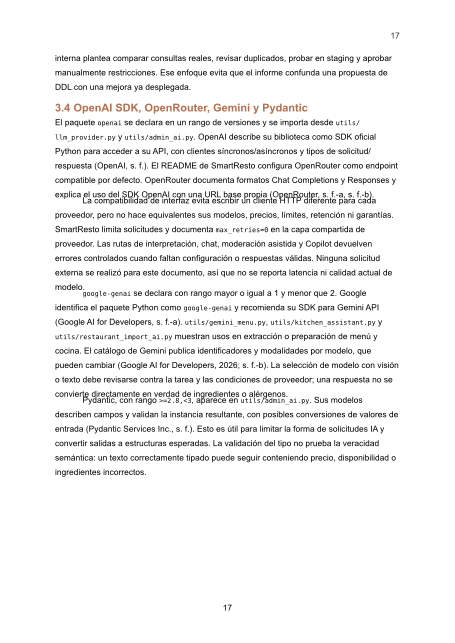 17
interna plantea comparar consultas reales, revisar duplicados, probar en staging y aprobar
manualmente restricciones. Ese enfoque evita que el informe confunda una propuesta de
DDL con una mejora ya desplegada.
3.4 OpenAI SDK, OpenRouter, Gemini y Pydantic
El paquete openai se declara en un rango de versiones y se importa desde utils/
llm_provider.py y utils/admin_ai.py. OpenAI describe su biblioteca como SDK oficial
Python para acceder a su API, con clientes síncronos/asíncronos y tipos de solicitud/
respuesta (OpenAI, s. f.). El README de SmartResto configura OpenRouter como endpoint
compatible por defecto. OpenRouter documenta formatos Chat Completions y Responses y
explica el uso del SDK OpenAI con una URL base propia (OpenRouter, s. f.-a, s. f.-b).
La compatibilidad de interfaz evita escribir un cliente HTTP diferente para cada
proveedor, pero no hace equivalentes sus modelos, precios, límites, retención ni garantías.
SmartResto limita solicitudes y documenta max_retries=0 en la capa compartida de
proveedor. Las rutas de interpretación, chat, moderación asistida y Copilot devuelven
errores controlados cuando faltan configuración o respuestas válidas. Ninguna solicitud
externa se realizó para este documento, así que no se reporta latencia ni calidad actual de
modelo.
google-genai se declara con rango mayor o igual a 1 y menor que 2. Google
identifica el paquete Python como google-genai y recomienda su SDK para Gemini API
(Google AI for Developers, s. f.-a). utils/gemini_menu.py, utils/kitchen_assistant.py y
utils/restaurant_import_ai.py muestran usos en extracción o preparación de menú y
cocina. El catálogo de Gemini publica identificadores y modalidades por modelo, que
pueden cambiar (Google AI for Developers, 2026; s. f.-b). La selección de modelo con visión
o texto debe revisarse contra la tarea y las condiciones de proveedor; una respuesta no se
convierte directamente en verdad de ingredientes o alérgenos.
Pydantic, con rango >=2.8,<3, aparece en utils/admin_ai.py. Sus modelos
describen campos y validan la instancia resultante, con posibles conversiones de valores de
entrada (Pydantic Services Inc., s. f.). Esto es útil para limitar la forma de solicitudes IA y
convertir salidas a estructuras esperadas. La validación del tipo no prueba la veracidad
semántica: un texto correctamente tipado puede seguir conteniendo precio, disponibilidad o
ingredientes incorrectos.
17